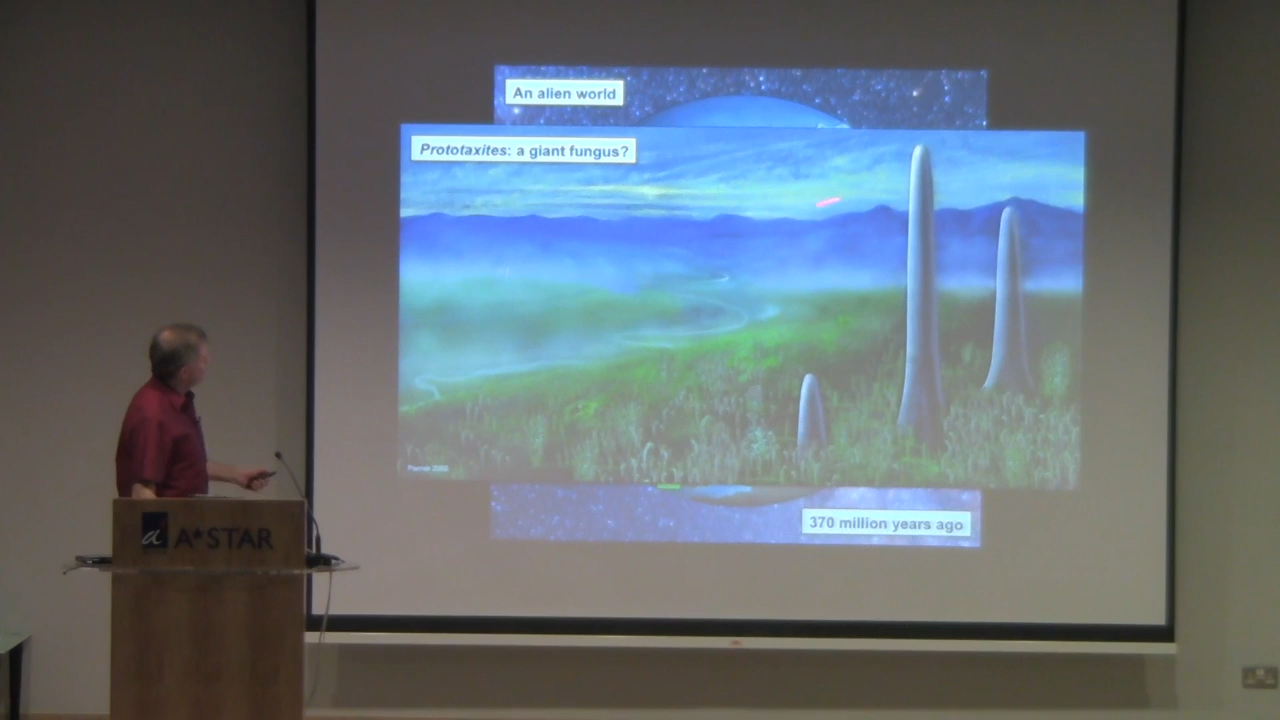 An alien world
Prototaxites: a giant fungus?
370 million years ago
A*STAR